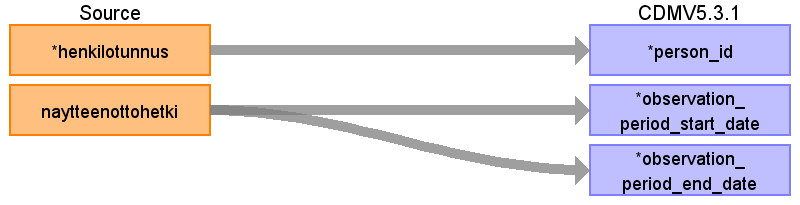 Source
CDMV5.3.1
*henkilotunnus
*person_id
naytteenottohetki
*observation_
period_start_date
*observation_
period_end_date